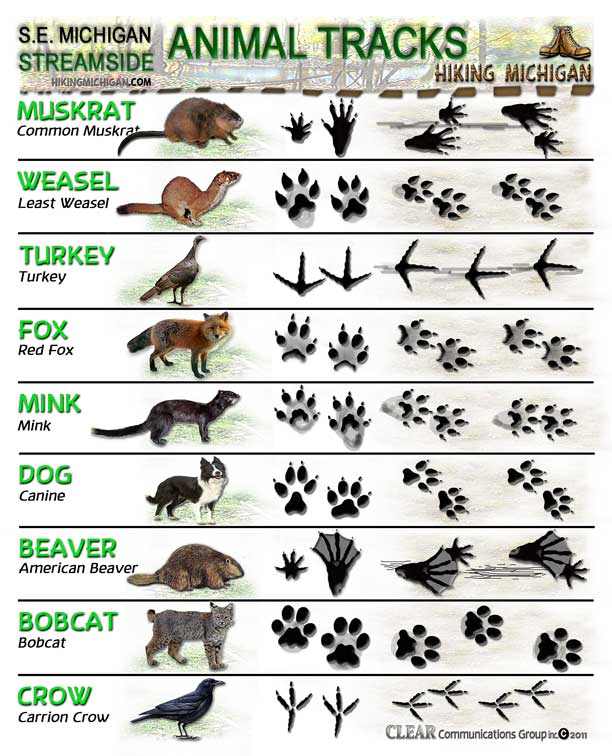 S.E. MICHIGAN
STREAMSIDE
HIKINGMICHIGAN.COM
ANIMAL TRACKS
HIKING MICHIGAN
MUSKRAT
Common Muskrat
WEASEL
Least Weasel
TURKEY
Turkey
FOX
Red Fox
MINK
Mink
DOG
Canine
BEAVER
American Beaver
BOBCAT
Bobcat
CROW
Carrion Crow
CLEAR Communications Group inc.© 2011